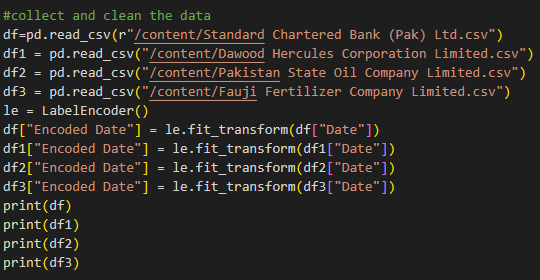 #collect and clean the data
df=pd.read_csv(r"/content/Standard Chartered Bank (Pak) Ltd.csv")
df1 = pd.read_csv("/content/Dawood Hercules Corporation Limited.csv")
df2 = pd.read_csv("/content/Pakistan State Oil Company Limited.csv")
df3 = pd.read_csv("/content/Fauji Fertilizer Company Limited.csv")
le = LabelEncoder()
df["Encoded Date"] = le.fit_transform(df["Date"])
df1["Encoded Date"] = le.fit_transform(df1["Date"])
df2["Encoded Date"] = le.fit_transform(df2["Date"])
df3["Encoded Date"] = le.fit_transform(df3["Date"])
print(df)
print(df1)
print(df2)
print(df3)